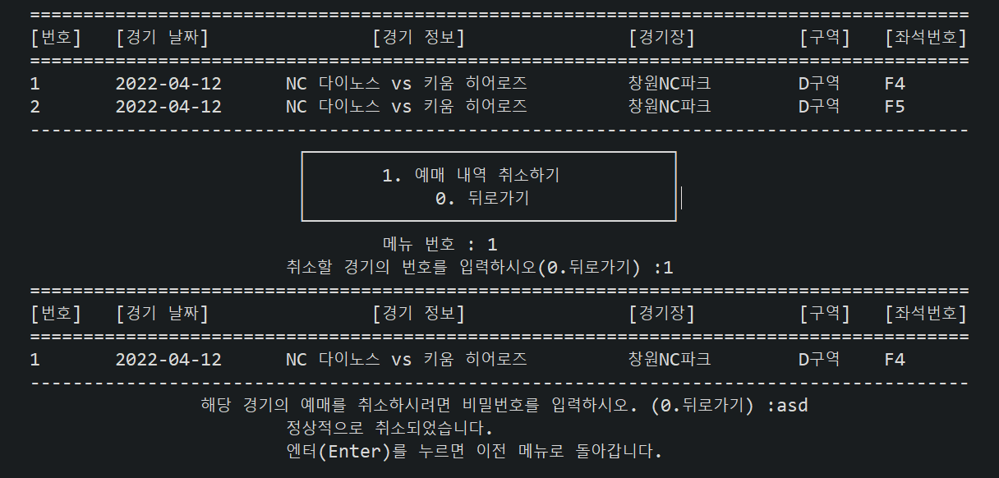 [번호] [경기 날짜] [경기 정보] [경기장] [구역] [좌석번호]
1 2022-04-12 NC 다이노스 vs 키움 히어로즈 창원NC파크 D구역 F4
2 2022-04-12 NC 다이노스 vs 키움 히어로즈 창원NC파크 D구역 F5
1. 예매 내역 취소하기
0. 뒤로가기
메뉴 번호 : 1
취소할 경기의 번호를 입력하시오(0.뒤로가기) :1
[번호] [경기 날짜] [경기 정보] [경기장] [구역] [좌석번호]
1 2022-04-12 NC 다이노스 vs 키움 히어로즈 창원NC파크 D구역 F4
해당 경기의 예매를 취소하시려면 비밀번호를 입력하시오. (0.뒤로가기) :asd
정상적으로 취소되었습니다.
엔터(Enter)를 누르면 이전 메뉴로 돌아갑니다.